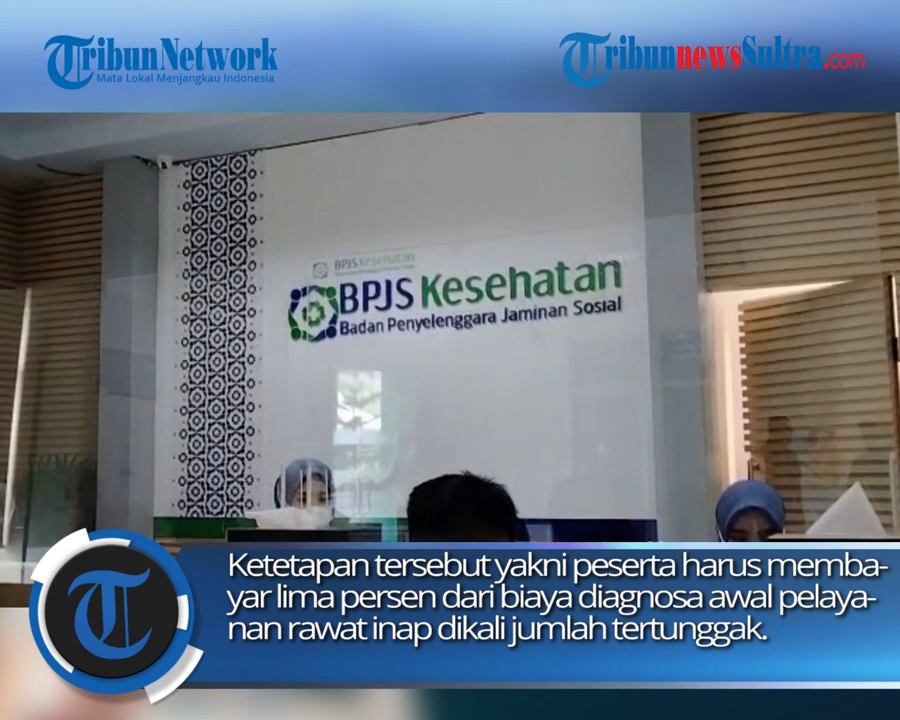 TribunNetwork
Mata Lokal Menjangkau Indonesia
TribunnewsSultra.com
BPJS Kesehatan
BPJS Kesehatan
Badan Penyelenggara Jaminan Sosial
Ketetapan tersebut yakni peserta harus memba-
yar lima persen dari biaya diagnosa awal pelaya-
nan rawat inap dikali jumlah tertunggak.